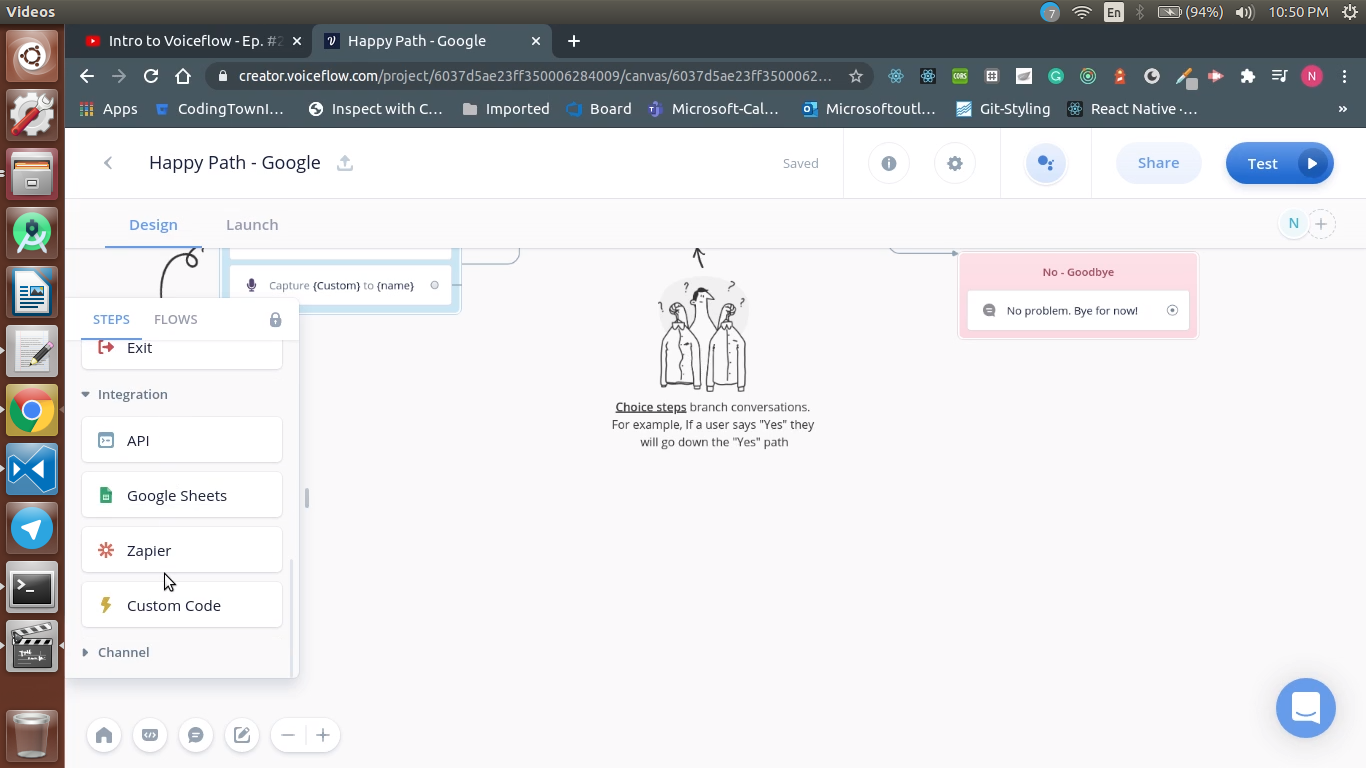 Videos
7
En
(94%)
10:50 PM
Intro to Voiceflow - Ep. #2
Happy Path - Google
creator.voiceflow.com/project/6037d5ae23ff350006284009/canvas/6037d5ae23ff3500062...
CORS
N
Apps
CodingTownI...
Inspect with C...
Imported
Board
Microsoft-Cal...
Microsoftoutl...
Git-Styling
React Native ·...
»
Happy Path - Google
Saved
Share
Test
Design
Launch
N
Capture {Custom} to {name}
No - Goodbye
No problem. Bye for now!
STEPS
FLOWS
Exit
Integration
API
Google Sheets
Zapier
Custom Code
Channel
Choice steps branch conversations.
For example, If a user says "Yes" they
will go down the "Yes" path